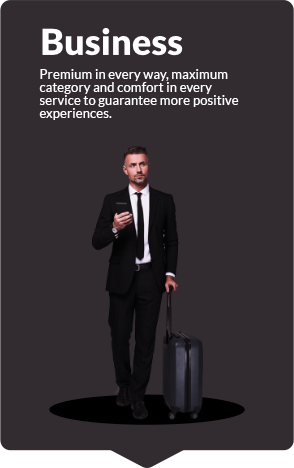 Business
Premium in every way, maximum
category and comfort in every
service to guarantee more positive
experiences.